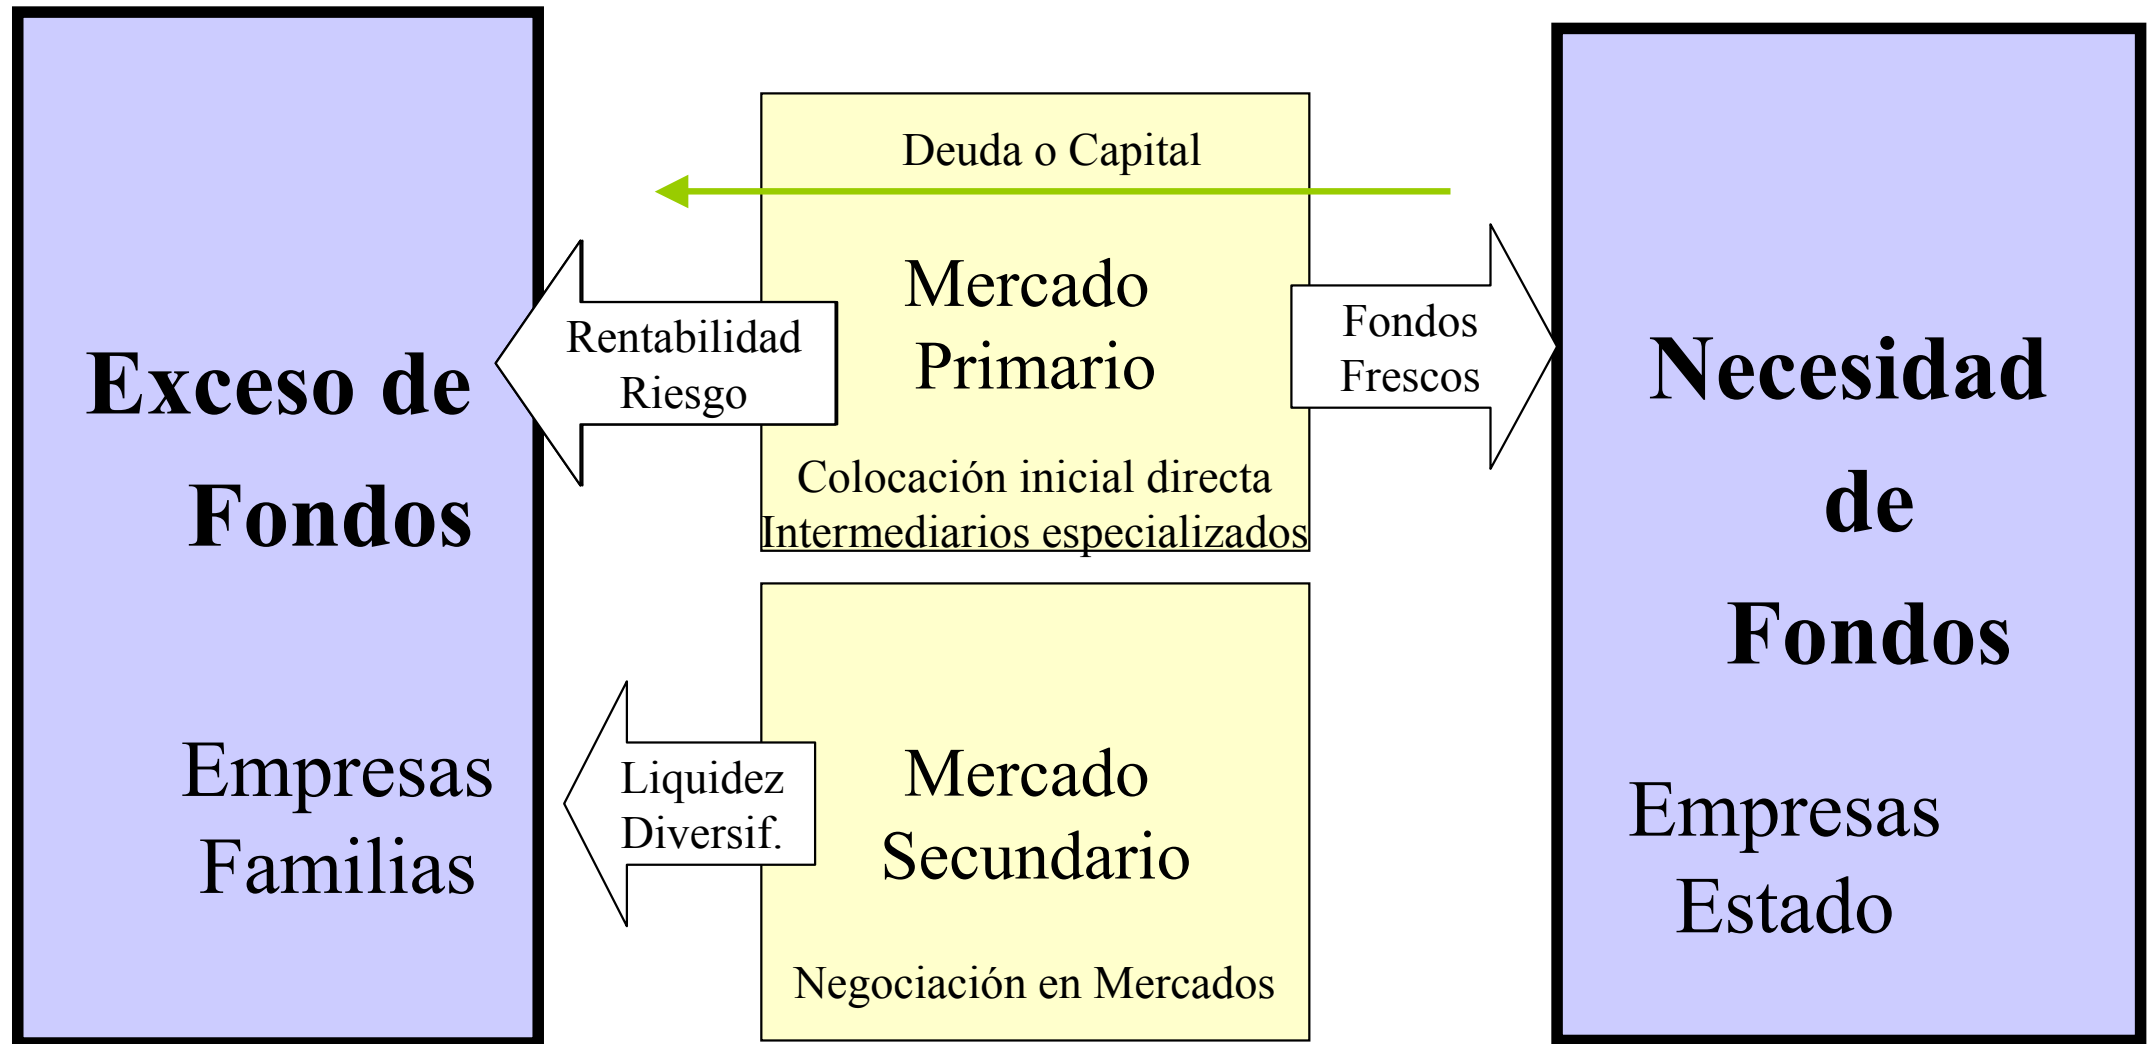 Exceso de
Fondos
Empresas
Familias
Deuda o Capital
Mercado
Primario
Colocación inicial directa
Intermediarios especializados
Rentabilidad
Riesgo
Fondos
Frescos
Mercado
Secundario
Negociación en Mercados
Liquidez
Diversif.
Necesidad
de
Fondos
Empresas
Estado